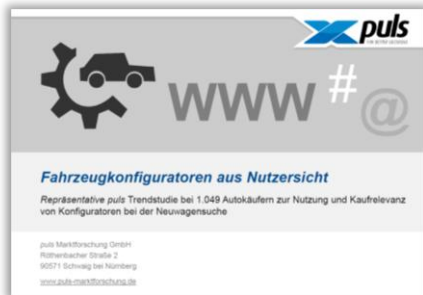 puls
www # @
Fahrzeugkonfiguratoren aus Nutzersicht
Repräsentative puls Trendstudie bei 1.049 Autokäufern zur Nutzung und Kaufrelevanz
von Konfiguratoren bei der Neuwagensuche
puls Marktforschung GmbH
Röthenbacher Straße 2
90571 Schwaig bei Nürnberg
www.puls-marktforschung.de